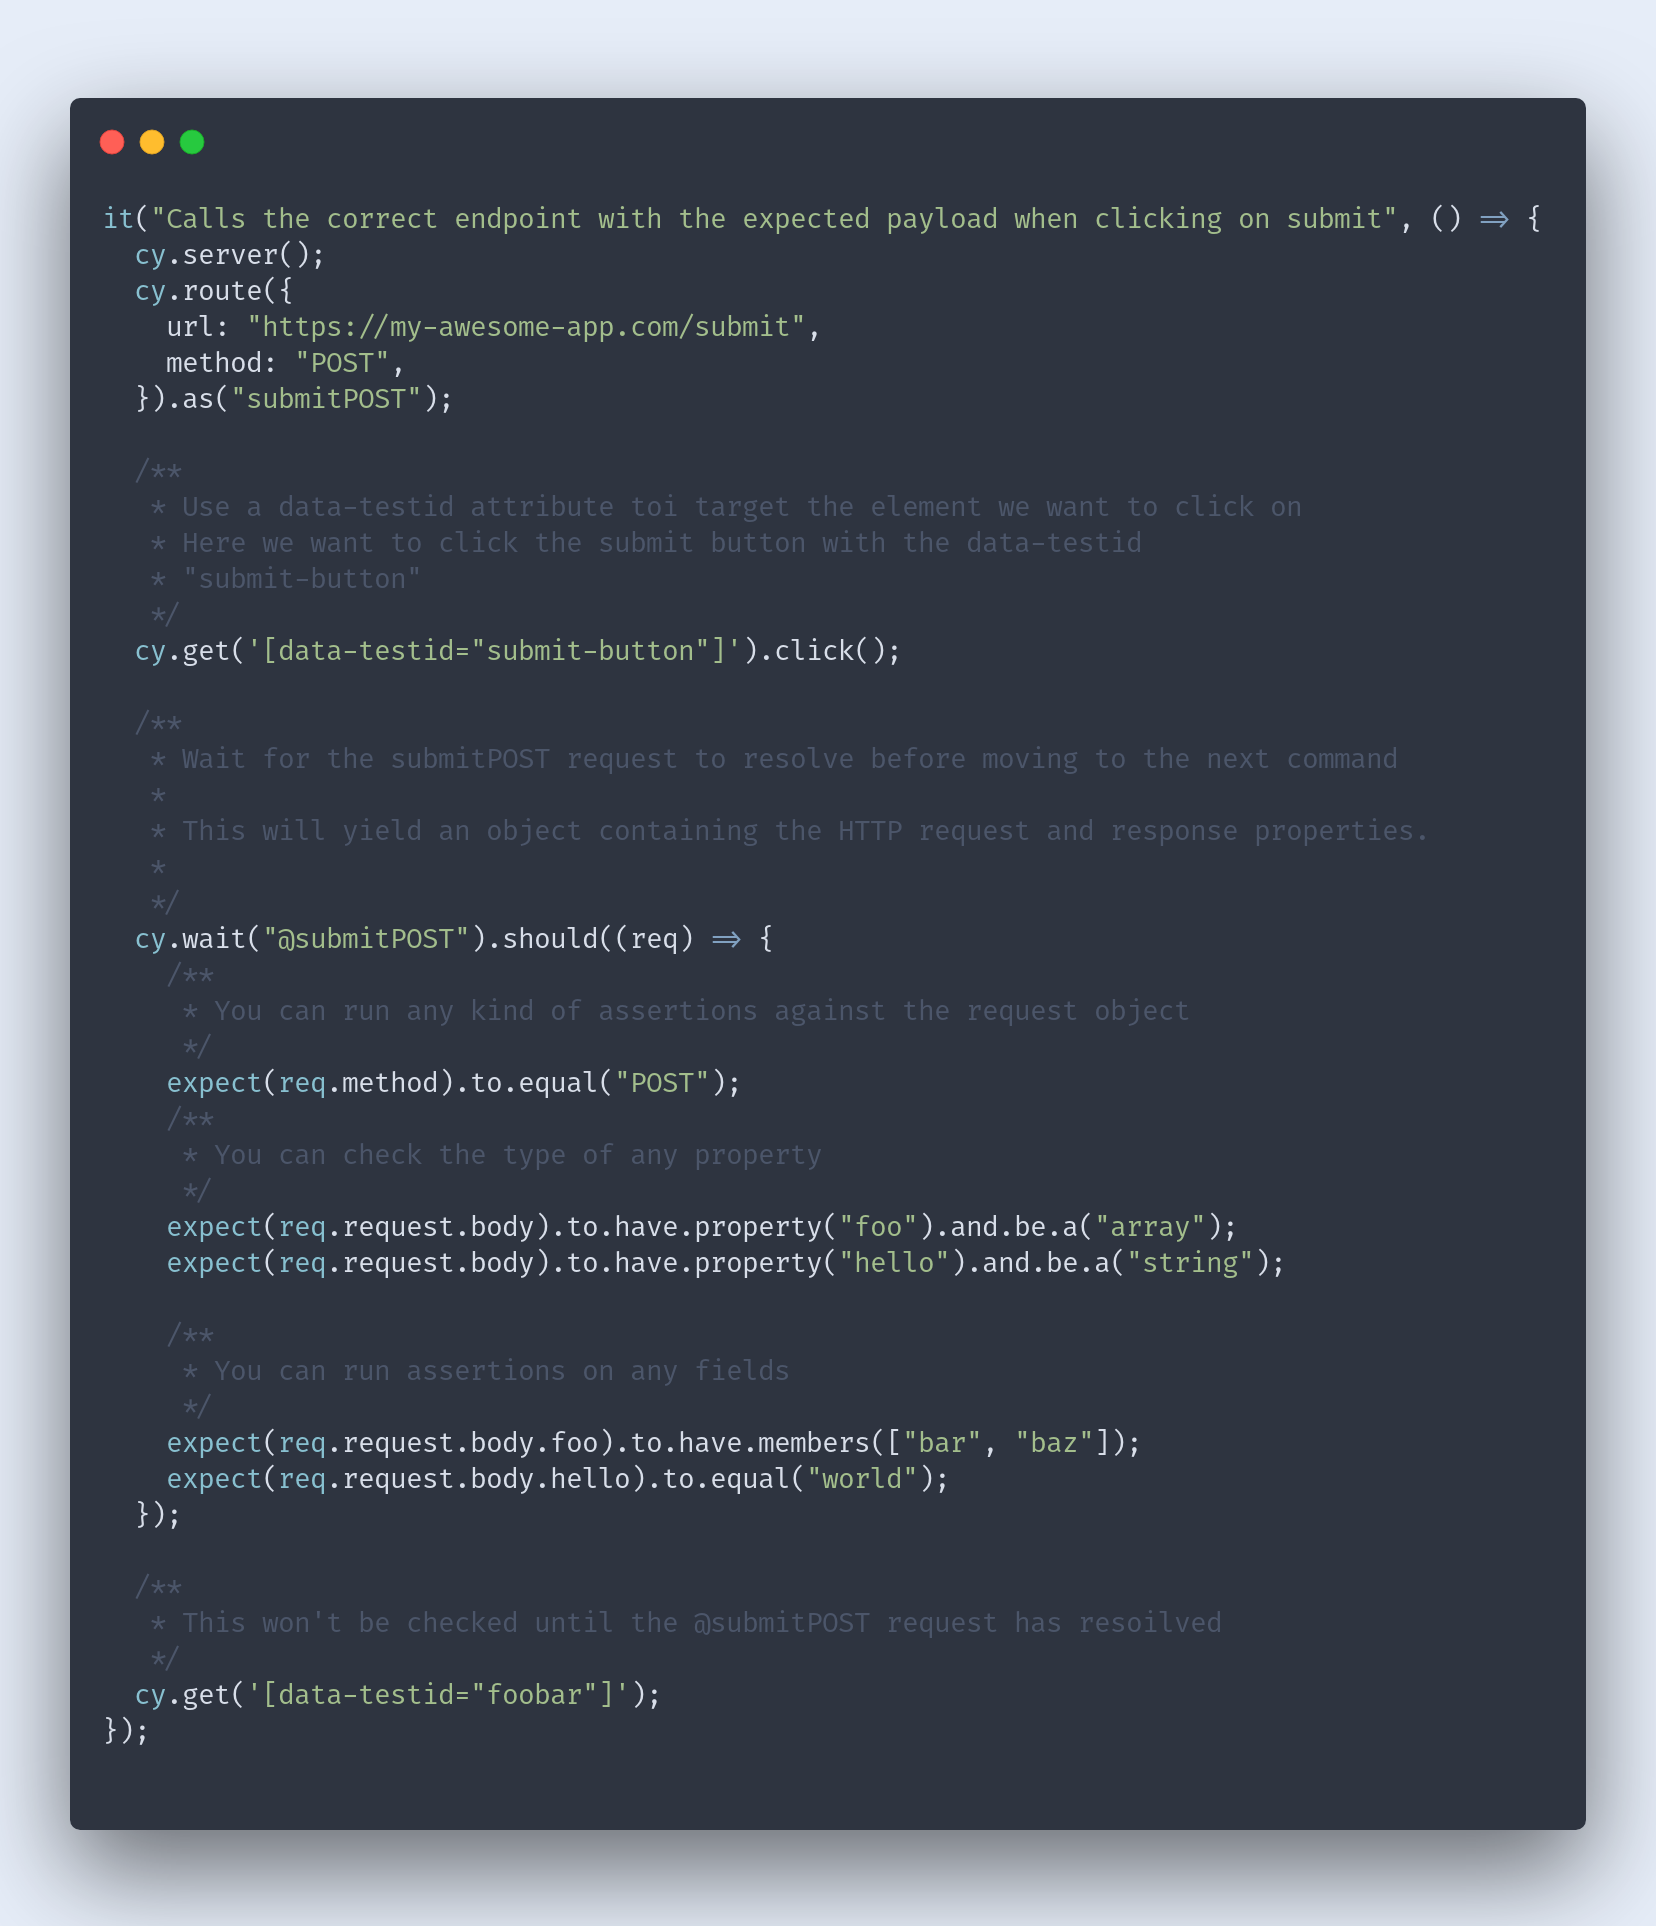 it("Calls the correct endpoint with the expected payload when clicking on submit", () => {
  cy.server();
  cy.route({
    url: "https://my-awesome-app.com/submit",
    method: "POST",
  }).as("submitPOST");

  /**
   * Use a data-testid attribute toi target the element we want to click on
   * Here we want to click the submit button with the data-testid
   * "submit-button"
   */
  cy.get('[data-testid="submit-button"]').click();

  /**
   * Wait for the submitPOST request to resolve before moving to the next command
   *
   * This will yield an object containing the HTTP request and response properties.
   *
   */
  cy.wait("@submitPOST").should((req) => {
    /**
     * You can run any kind of assertions against the request object
     */
    expect(req.method).to.equal("POST");
    /**
     * You can check the type of any property
     */
    expect(req.request.body).to.have.property("foo").and.be.a("array");
    expect(req.request.body).to.have.property("hello").and.be.a("string");

    /**
     * You can run assertions on any fields
     */
    expect(req.request.body.foo).to.have.members(["bar", "baz"]);
    expect(req.request.body.hello).to.equal("world");
  });

  /**
   * This won't be checked until the @submitPOST request has resoilved
   */
  cy.get('[data-testid="foobar"]');
});